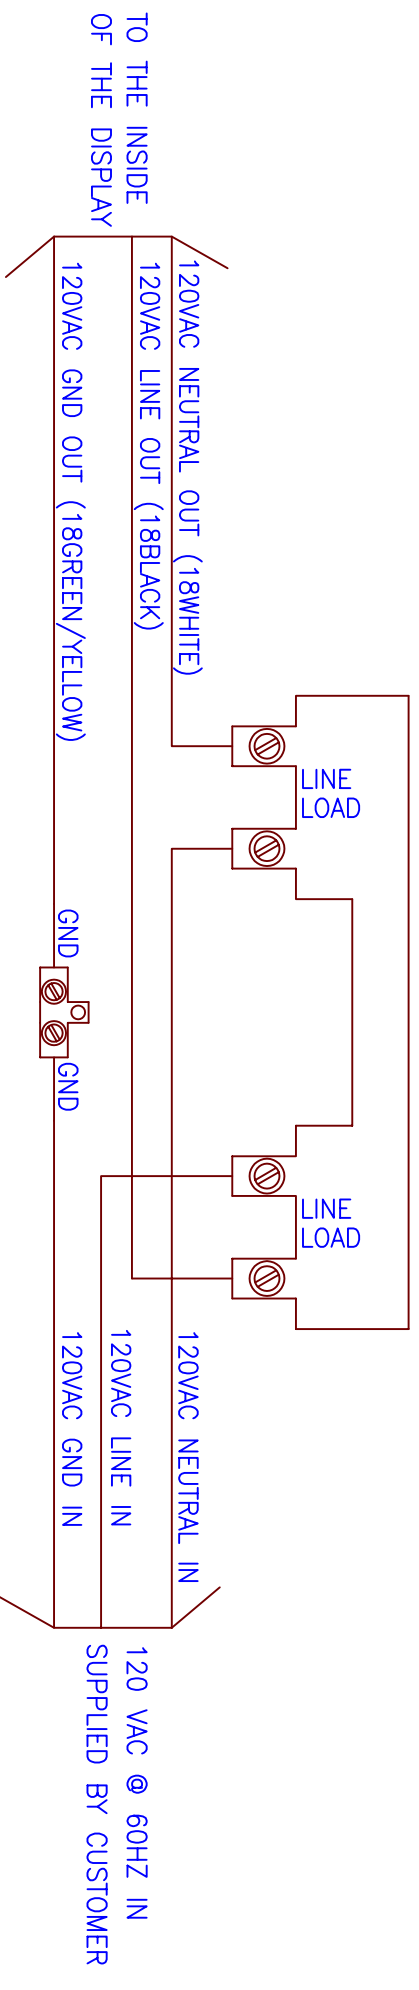 TO THE INSIDE
OF THE DISPLAY
120VAC NEUTRAL OUT (18WHITE)
120VAC LINE OUT (18BLACK)
120VAC GND OUT (18GREEN/YELLOW)
LINE
LOAD
GND
GND
LINE
LOAD
120VAC NEUTRAL IN
120VAC LINE IN
120VAC GND IN
120 VAC @ 60HZ IN
SUPPLIED BY CUSTOMER